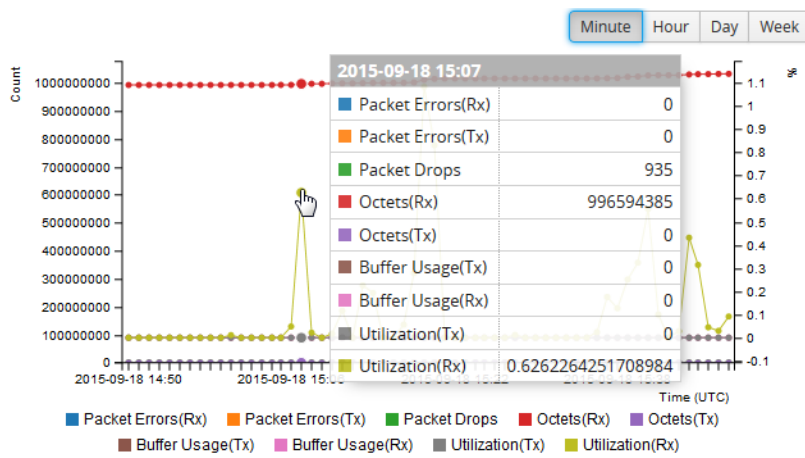 Minute Hour Day Week
Count
%
2015-09-18 15:07
1000000000
1.1
Packet Errors(Rx) 0
1
900000000
Packet Errors(Tx) 0
0.9
800000000
0.8
700000000
Packet Drops 935
0.7
600000000
Octets(Rx) 996594385
0.6
500000000
Octets(Tx) 0
0.5
400000000
0.4
300000000
Buffer Usage(Tx) 0
0.3
200000000
Buffer Usage(Rx) 0
0.2
0.1
100000000
Utilization(Tx) 0
0
0
Utilization(Rx) 0.6262264251708984
-0.1
2015-09-18 14:50
2015-09-18
Time (UTC)
Packet Errors(Rx) Packet Errors(Tx) Packet Drops Octets(Rx) Octets(Tx)
Buffer Usage(Tx) Buffer Usage(Rx) Utilization(Tx) Utilization(Rx)